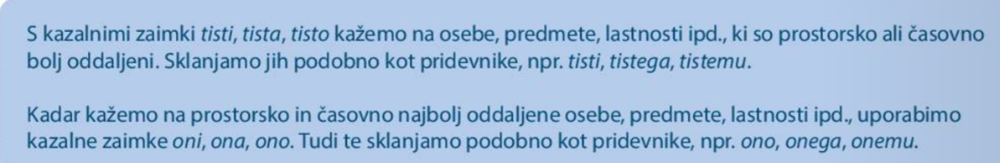 S kazalnimi zaimki tisti, tista, tisto kažemo na osebe, predmete, lastnosti ipd., ki so prostorsko ali časovno
bolj oddaljeni. Sklanjamo jih podobno kot pridevnike, npr. tisti, tistega, tistemu.
Kadar kažemo na prostorsko in časovno najbolj oddaljene osebe, predmete, lastnosti ipd., uporabimo
kazalne zaimke oni, ona, ono. Tudi te sklanjamo podobno kot pridevnike, npr. ono, onega, onemu.